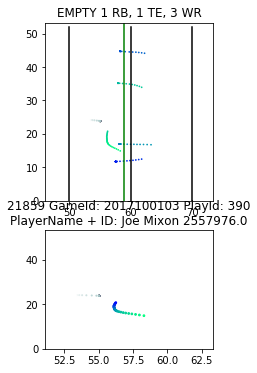 EMPTY 1 RB, 1 TE, 3 WR
50
40
30
20
10
0
50 60 70
21859 GameId: 2017100103 PlayId: 390
PlayerName + ID: Joe Mixon 2557976.0
40
20
0
52.5 55.0 57.5 60.0 62.5